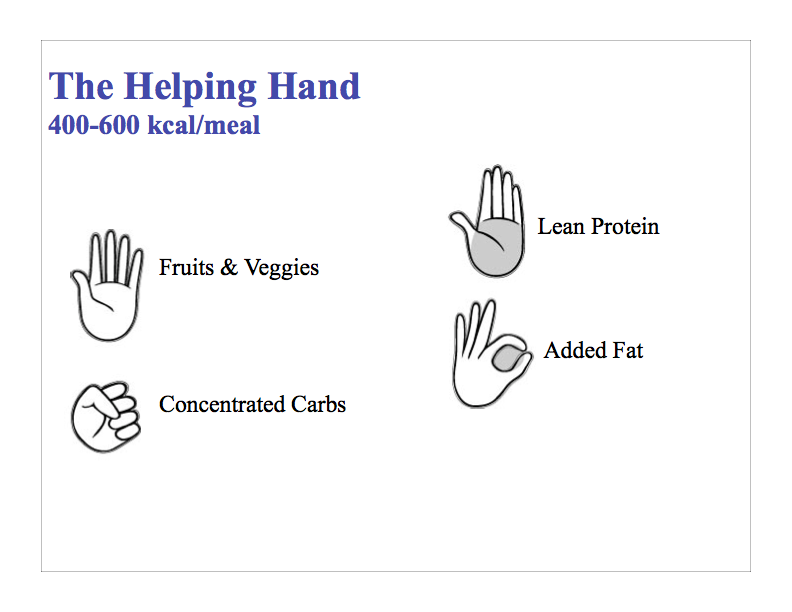 The Helping Hand
400-600 kcal/meal
Lean Protein
Fruits & Veggies
Added Fat
Concentrated Carbs